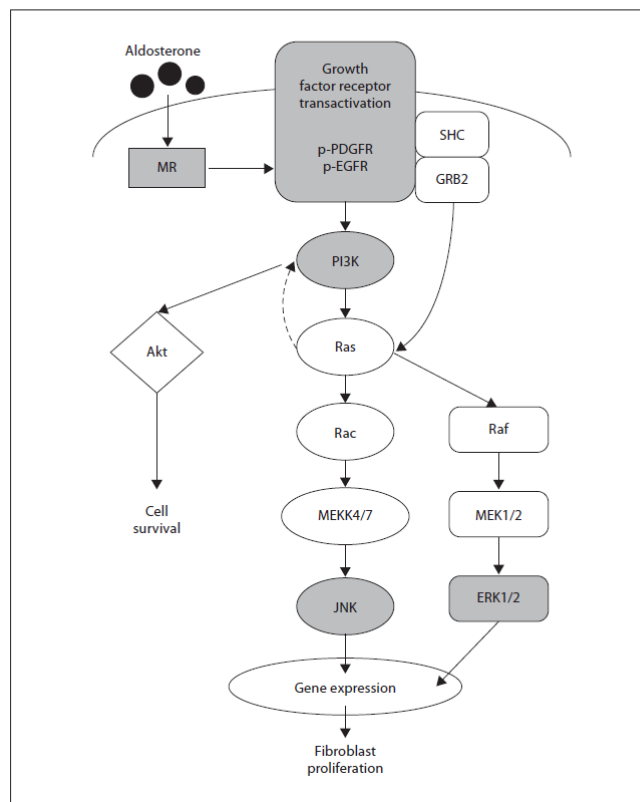 Aldosterone
Growth
factor receptor
transactivation
p-PDGFR
p-EGFR
SHC
GRB2
MR
PI3K
Akt
Ras
Rac
Raf
Cell
survival
MEKK4/7
MEK1/2
JNK
ERK1/2
Gene expression
Fibroblast
proliferation